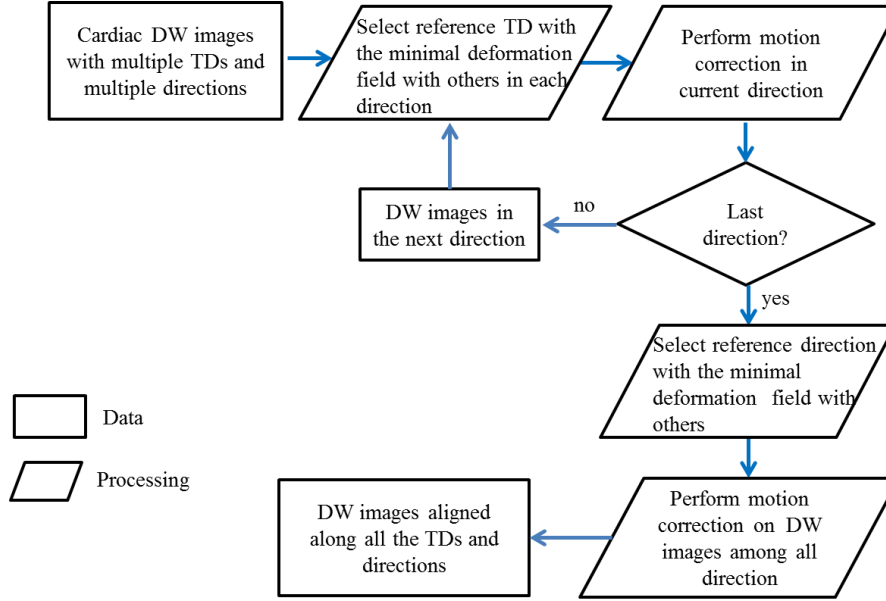 Cardiac DW images
with multiple TDs and
multiple directions
Select reference TD with
the minimal deformation
field with others in each
direction
Perform motion
correction in
current direction
Last
direction?
no
DW images in
the next direction
yes
Select reference direction
with the minimal
deformation field with
others
Perform motion
correction on DW
images among all
direction
DW images aligned
along all the TDs and
directions
Data
Processing